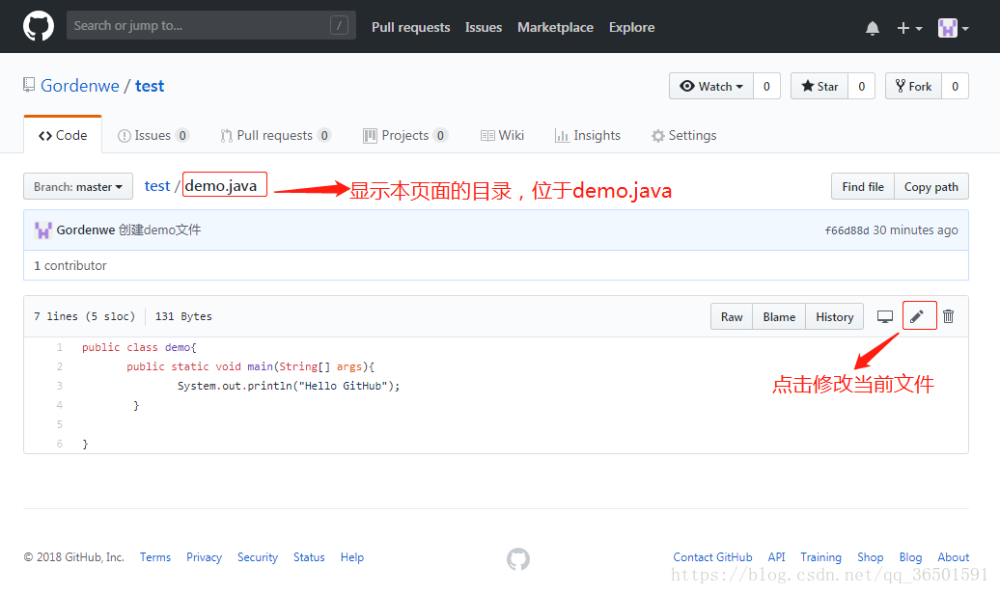 Search or jump to... / Pull requests Issues Marketplace Explore
Gordenwe / test Watch 0 Star 0 Fork 0
Code Issues 0 Pull requests 0 Projects 0 Wiki Insights Settings
Branch: master test / demo.java 显示本页面的目录，位于demo.java Find file Copy path
Gordenwe 创建demo文件 f66d88d 30 minutes ago
1 contributor
7 lines (5 sloc) 131 Bytes Raw Blame History
1 public class demo{
2 public static void main(String[] args){
3 System.out.println("Hello GitHub");
点击修改当前文件
4 }
5
6 }
© 2018 GitHub, Inc. Terms Privacy Security Status Help Contact GitHub API Training Shop Blog About
https://blog.csdn.net/qq_36501591